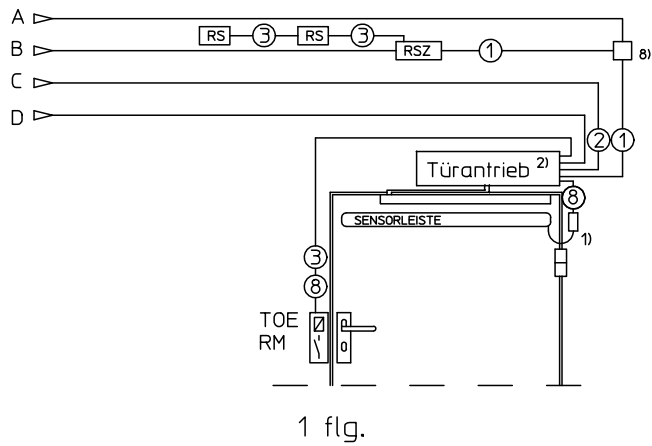 A
RS 3 RS 3
B
RSZ 1
8)
C
D
2 1
Türantrieb 2)
8
SENSORLEISTE
1)
3
8
TOE
RM
1 flg.